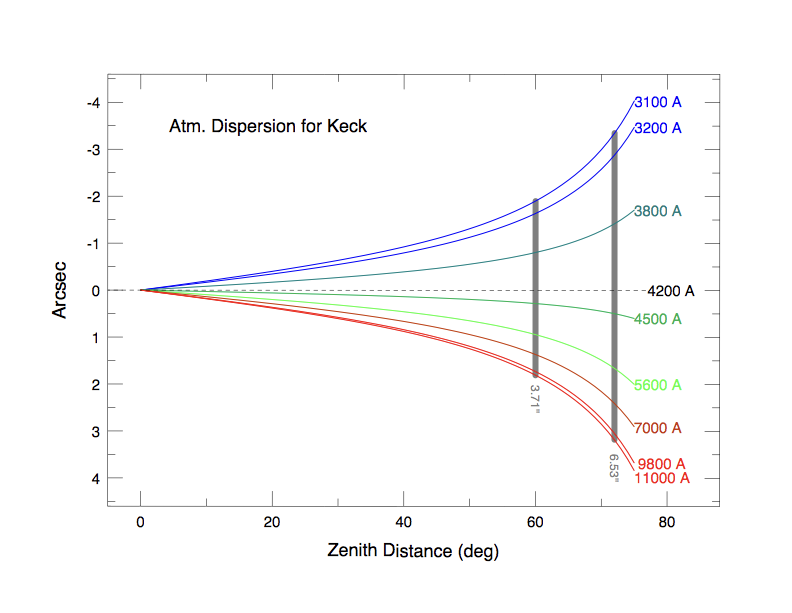 Atm. Dispersion for Keck
-4
-3
-2
-1
0
1
2
3
4
Arcsec
3100 A
3200 A
3800 A
4200 A
4500 A
5600 A
7000 A
9800 A
11000 A
3.71"
6.53"
0
20
40
60
80
Zenith Distance (deg)